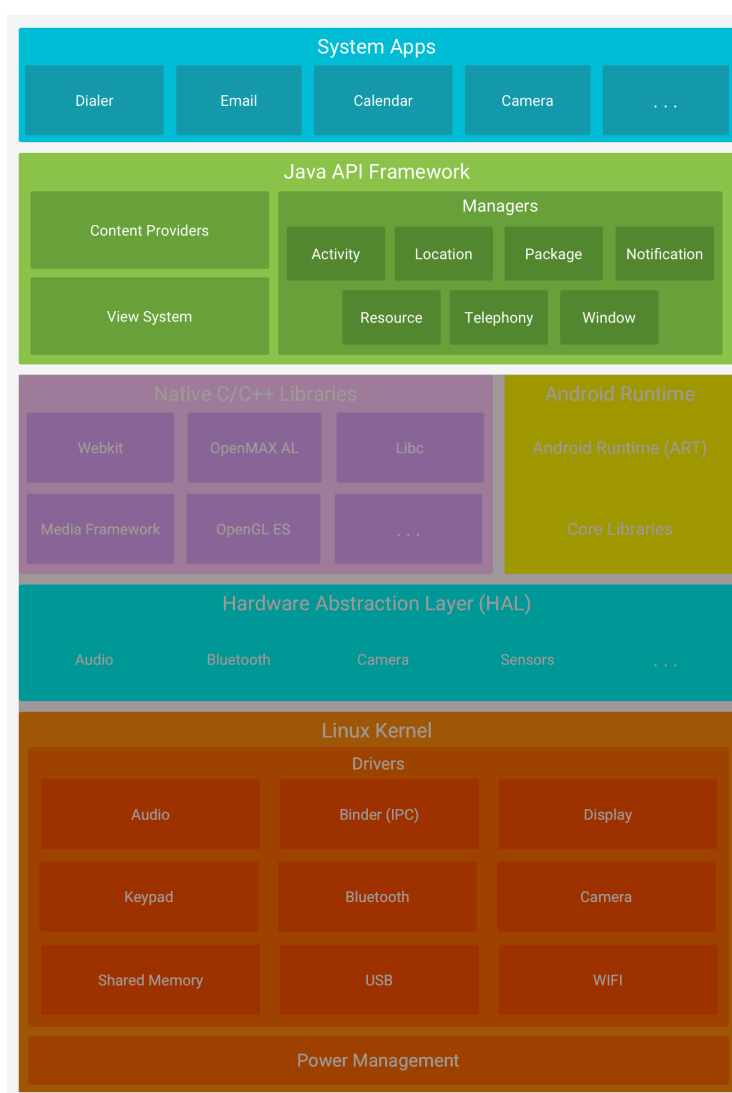 System Apps
Dialer Email Calendar Camera . . .
Java API Framework
Content Providers
View System
Managers
Activity Location Package Notification
Resource Telephony Window
Native C/C++ Libraries
Webkit OpenMAX AL Libc
Media Framework OpenGL ES . . .
Android Runtime
Android Runtime (ART)
Core Libraries
Hardware Abstraction Layer (HAL)
Audio Bluetooth Camera Sensors . . .
Linux Kernel
Drivers
Audio Binder (IPC) Display
Keypad Bluetooth Camera
Shared Memory USB WIFI
Power Management